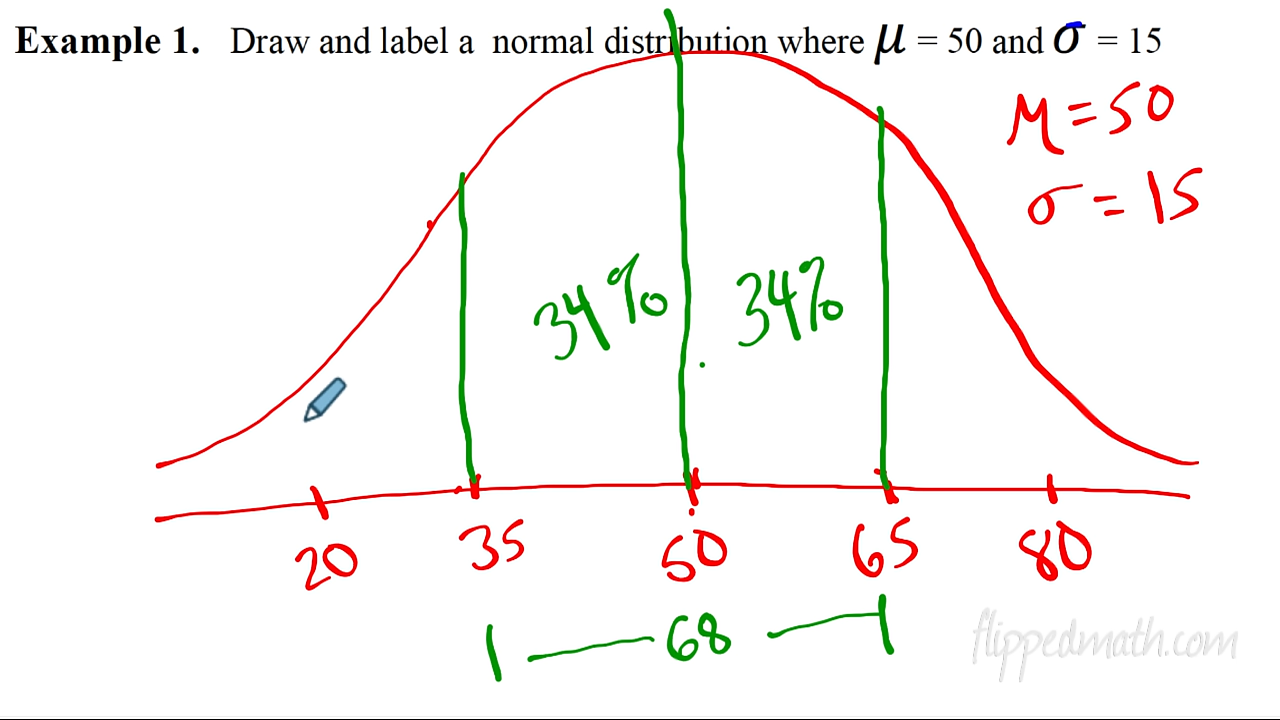 Example 1. Draw and label a normal distribution where μ = 50 and σ = 15
μ = 50
σ = 15
34% 34%
20 35 50 65 80
68
flippedmath.com